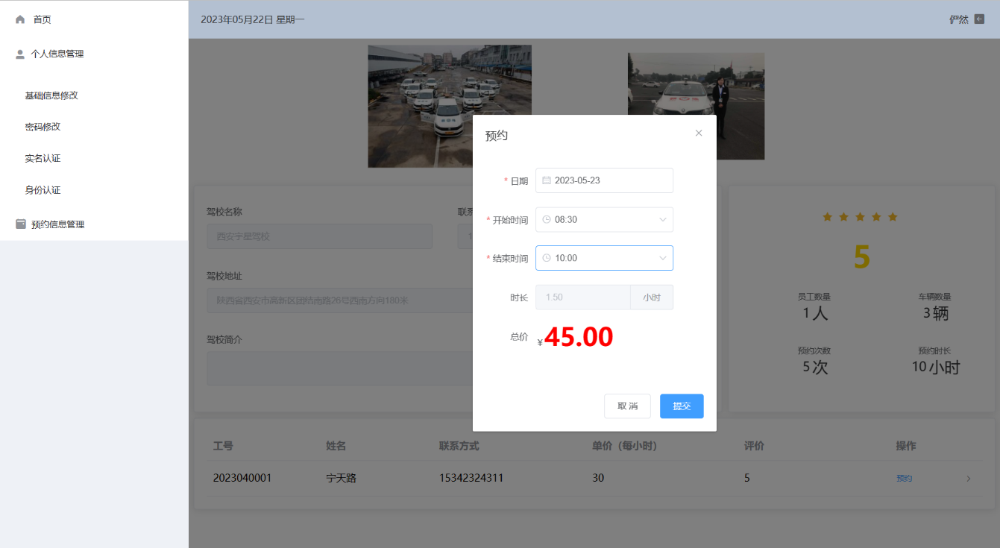 首页
个人信息管理
基础信息修改
密码修改
实名认证
身份认证
预约信息管理
2023年05月22日 星期一
俨然
驾校名称
西安宇星驾校
驾校地址
陕西省西安市高新区团结南路26号西南方向180米
驾校简介
预约
* 日期 2023-05-23
* 开始时间 08:30
* 结束时间 10:00
时长 1.50 小时
总价 ¥45.00
取 消 提交
5
员工数量 车辆数量
1人 3辆
预约次数 预约时长
5次 10小时
工号 姓名 联系方式 单价（每小时） 评价 操作
2023040001 宁天路 15342324311 30 5 预约